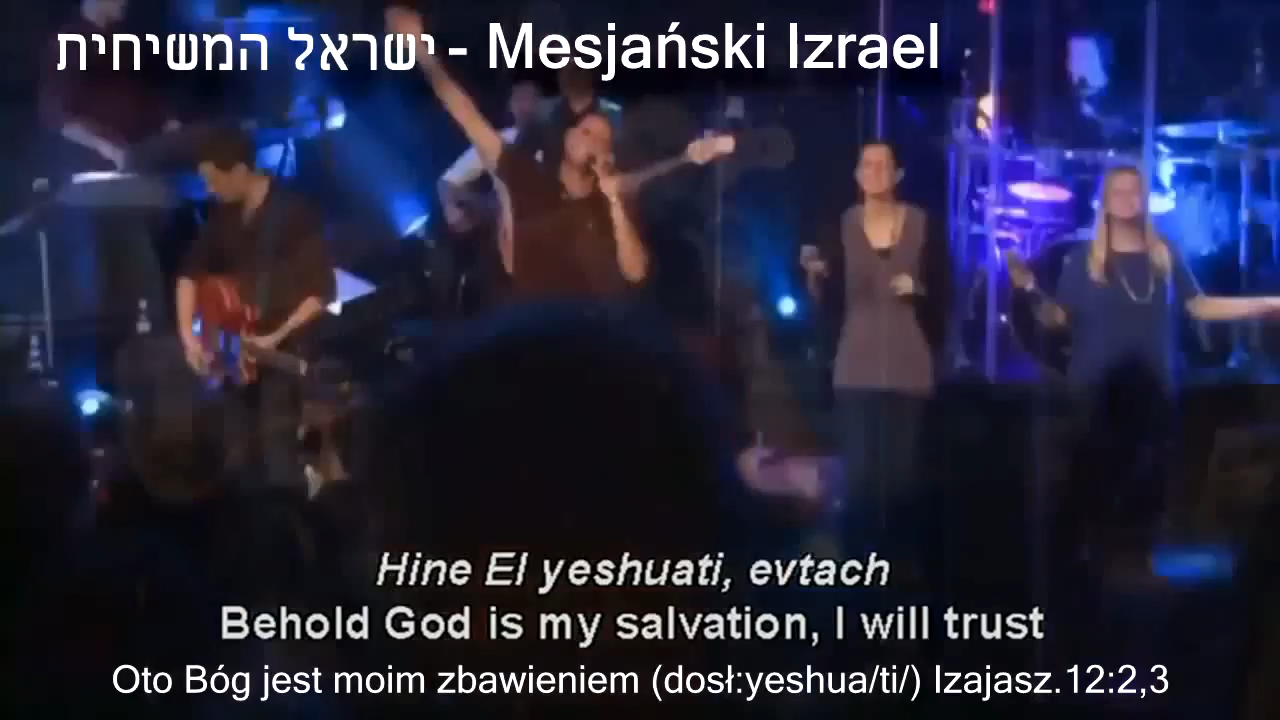 ישראל המשיחית - Mesjański Izrael
Hine El yeshuati, evtach
Behold God is my salvation, I will trust
Oto Bóg jest moim zbawieniem (dosł:yeshua/ti/) Izajasz.12:2,3